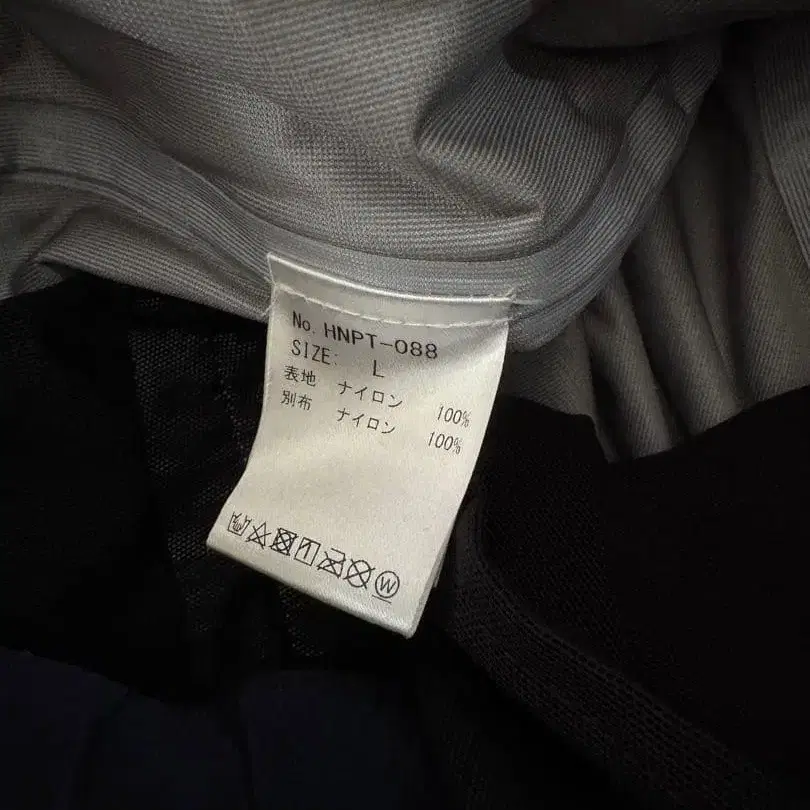 No. HNPT-088
SIZE: L
表地 ナイロン 100%
別布 ナイロン 100%
W